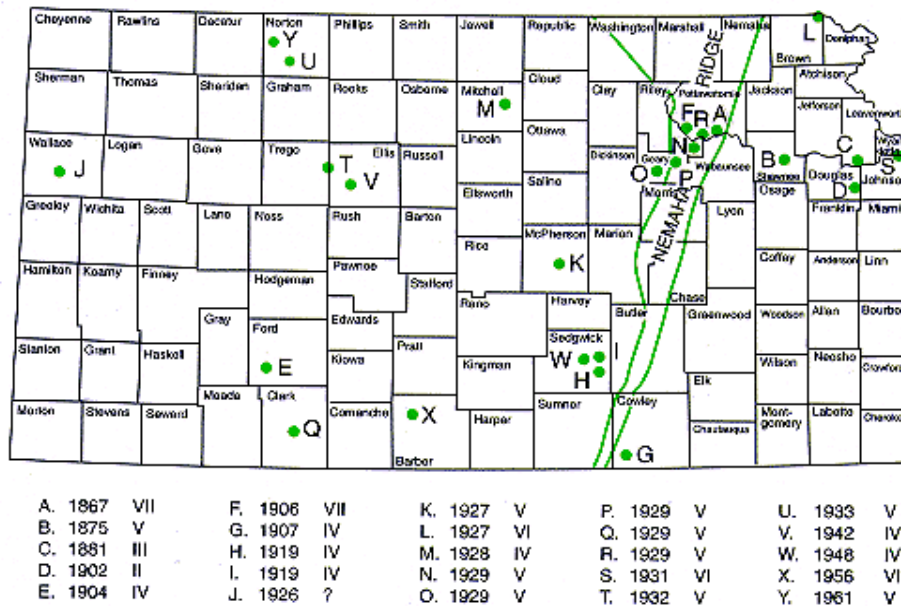 Cheyenne Rawlins Decatur Norton Phillips Smith Jewell Republic Washington Marshall Nemaha
L Doniphan
Y
U
Brown
RIDGE
Atchison
Sherman Thomas Sheridan Graham Rooks Osborne Mitchell Cloud Clay Riley Pottawatomie Jackson
M
Jefferson Leavenworth
F R A
Wallace Logan Gove Trego Ellis Russell Lincoln Ottawa
J T V
Dickinson Geary N Wabaunsee B Shawnee C Wyandotte S
O P
Douglas Johnson
D
Saline
Ellsworth
Morris Osage
Greeley Wichita Scott Lane Ness Rush Barton
Lyon Franklin Miami
NEMAHA
McPherson Marion
Rice
K
Coffey Anderson Linn
Hamilton Kearny Finney Hodgeman Pawnee Stafford
Chase
Reno Harvey Butler Greenwood Woodson Allen Bourbon
Gray Ford Edwards
Sedgwick
W I
H
Stanton Grant Haskell Kiowa Pratt Kingman
E
Wilson Neosho Crawford
Elk
Meade Clark
Sumner Cowley
Morton Stevens Seward Comanche X Harper
Q
Chautauqua Mont-
gomery Labette Cherokee
G
Barber
A. 1867 VII F. 1906 VII K. 1927 V P. 1929 V U. 1933 V
B. 1875 V G. 1907 IV L. 1927 VI Q. 1929 V V. 1942 IV
C. 1881 III H. 1919 IV M. 1928 IV R. 1929 V W. 1948 IV
D. 1902 II I. 1919 IV N. 1929 V S. 1931 VI X. 1956 VI
E. 1904 IV J. 1926 ? O. 1929 V T. 1932 V Y. 1961 V